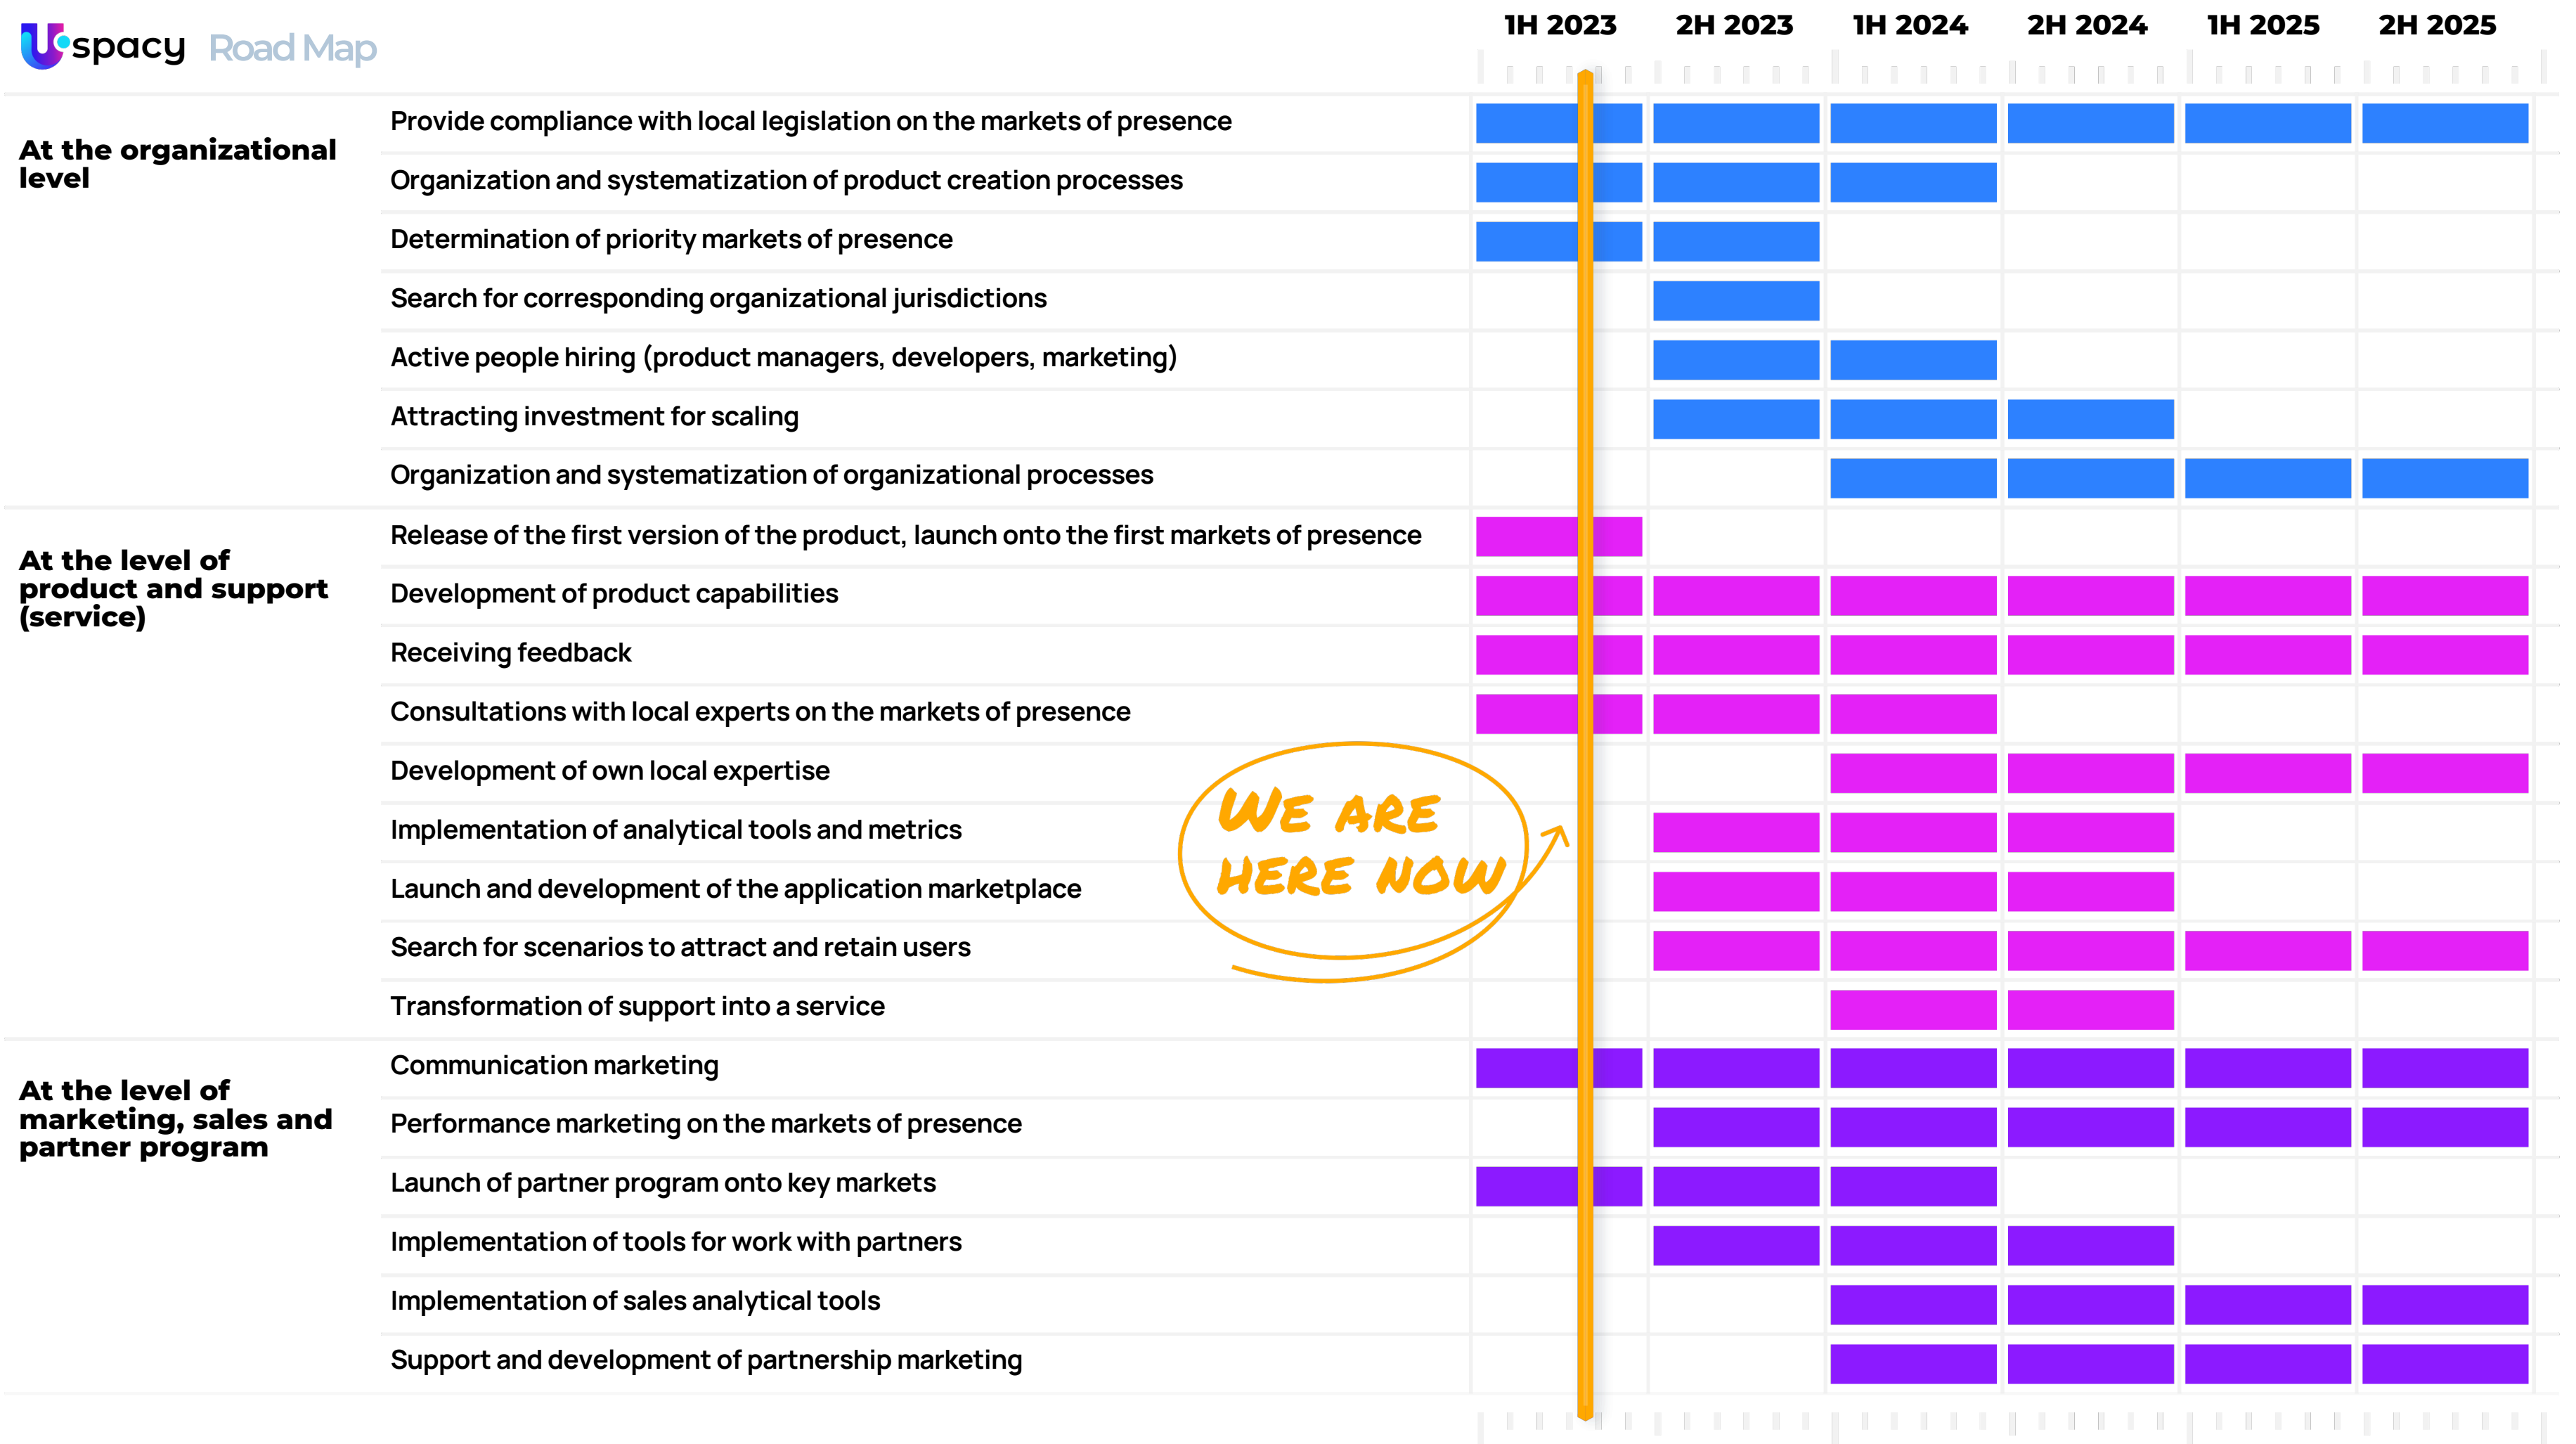 Uspacy Road Map
1H 2023 2H 2023 1H 2024 2H 2024 1H 2025 2H 2025
At the organizational
level
Provide compliance with local legislation on the markets of presence
Organization and systematization of product creation processes
Determination of priority markets of presence
Search for corresponding organizational jurisdictions
Active people hiring (product managers, developers, marketing)
Attracting investment for scaling
Organization and systematization of organizational processes
At the level of
product and support
(service)
Release of the first version of the product, launch onto the first markets of presence
Development of product capabilities
Receiving feedback
Consultations with local experts on the markets of presence
Development of own local expertise
Implementation of analytical tools and metrics
Launch and development of the application marketplace
Search for scenarios to attract and retain users
Transformation of support into a service
WE ARE
HERE NOW
At the level of
marketing, sales and
partner program
Communication marketing
Performance marketing on the markets of presence
Launch of partner program onto key markets
Implementation of tools for work with partners
Implementation of sales analytical tools
Support and development of partnership marketing